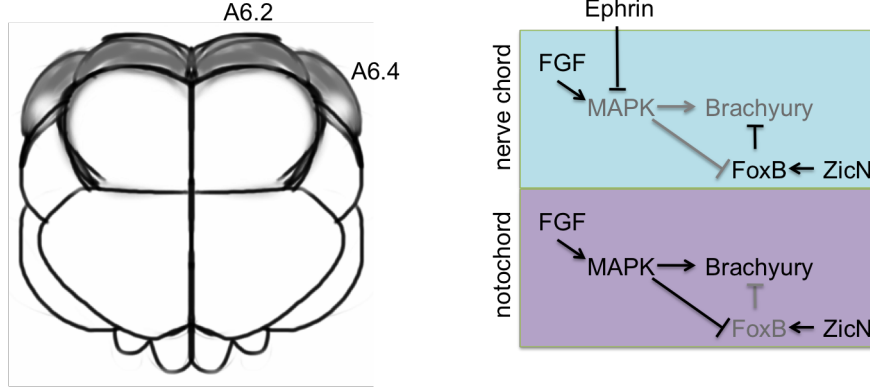 A6.2
A6.4
Ephrin
nerve chord
FGF
MAPK Brachyury
FoxB ZicN
notochord
FGF
MAPK Brachyury
FoxB ZicN